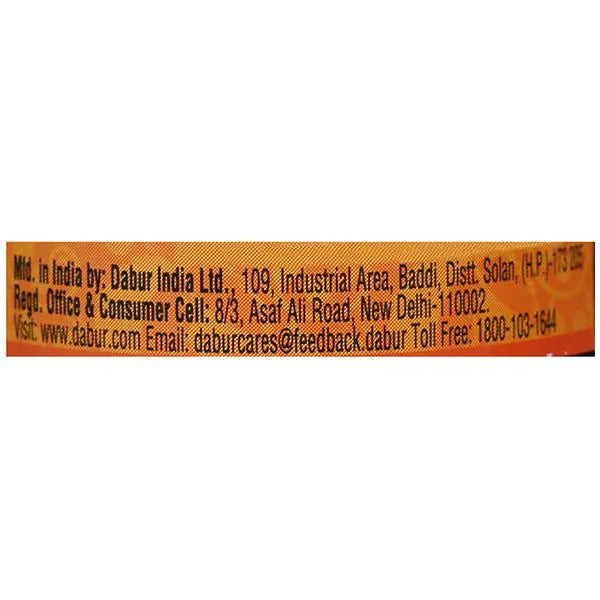 Mfd. in India by: Dabur India Ltd., 109, Industrial Area, Baddi, Distt. Solan, (H.P.)-173 205
Regd. Office & Consumer Cell: 8/3, Asaf Ali Road, New Delhi-110002.
Visit: www.dabur.com Email: daburcares@feedback.dabur Toll Free: 1800-103-1644